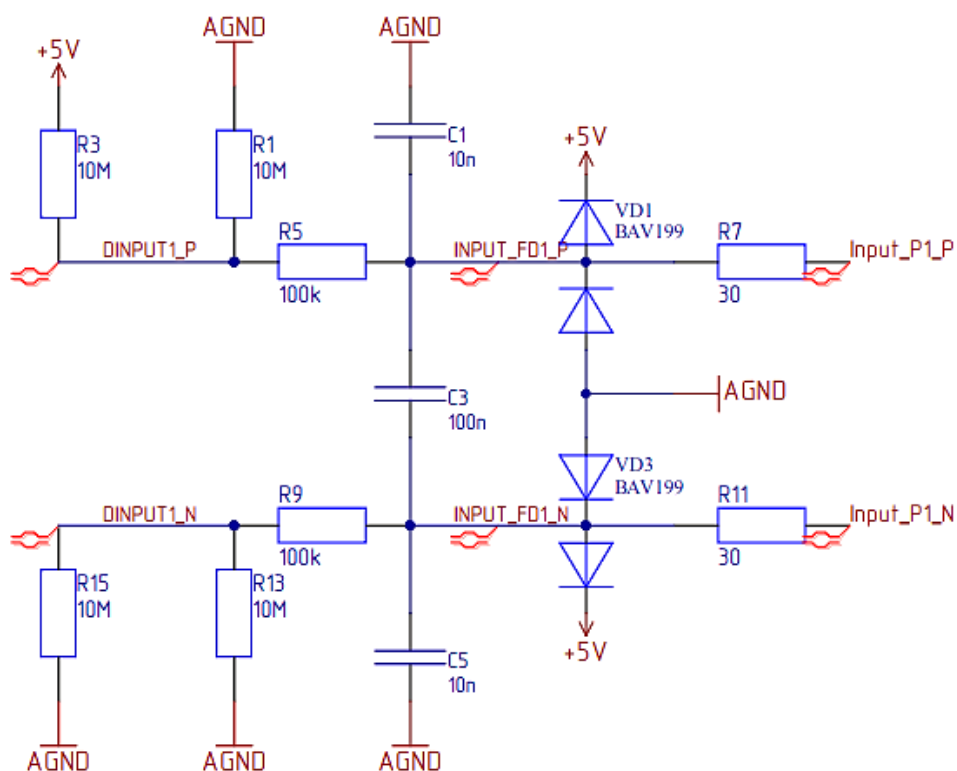 AGND
AGND
+5V
R3
10M
R1
10M
C1
10n
+5V
VD1
BAV199
DINPUT1_P
R5
100k
INPUT_FD1_P
R7
30
Input_P1_P
C3
100n
AGND
VD3
BAV199
DINPUT1_N
R9
100k
INPUT_FD1_N
R11
30
Input_P1_N
R15
10M
R13
10M
C5
10n
+5V
AGND
AGND
AGND